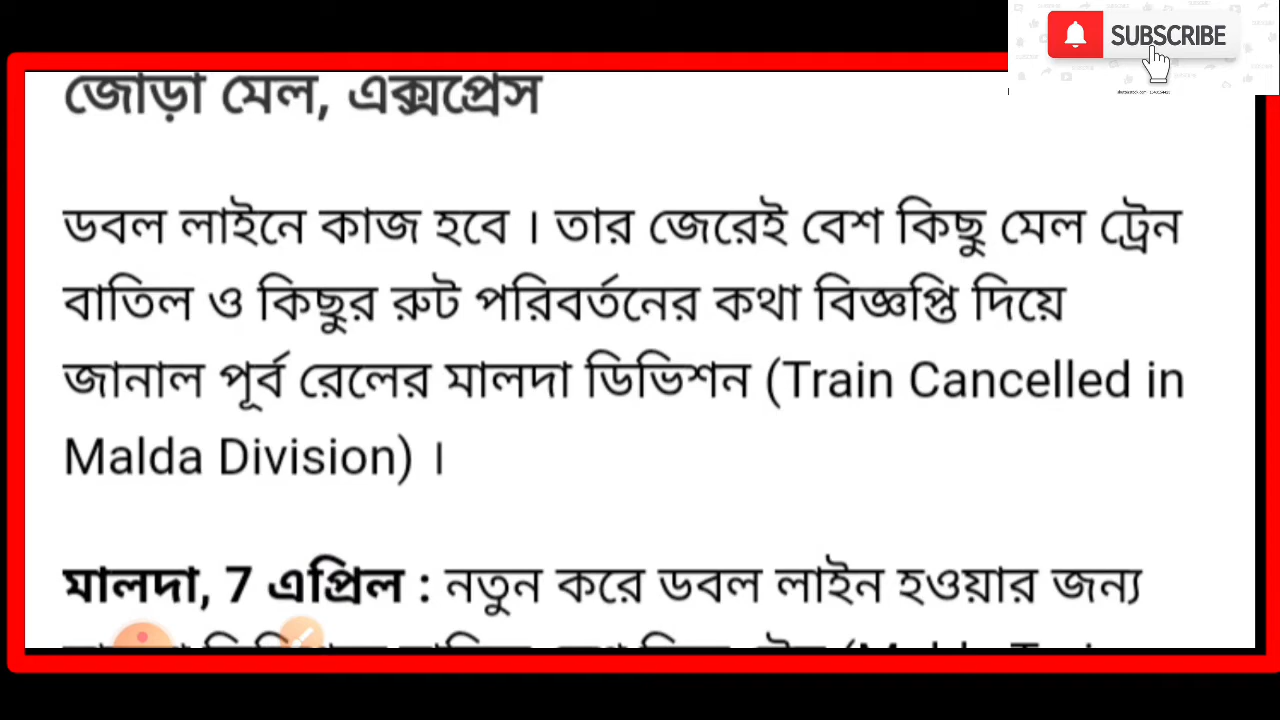 SUBSCRIBE
জোড়া মেল, এক্সপ্রেস
ডবল লাইনে কাজ হবে । তার জেরেই বেশ কিছু মেল ট্রেন
বাতিল ও কিছুর রুট পরিবর্তনের কথা বিজ্ঞপ্তি দিয়ে
জানাল পূর্ব রেলের মালদা ডিভিশন (Train Cancelled in
Malda Division) ।
মালদা, 7 এপ্রিল : নতুন করে ডবল লাইন হওয়ার জন্য